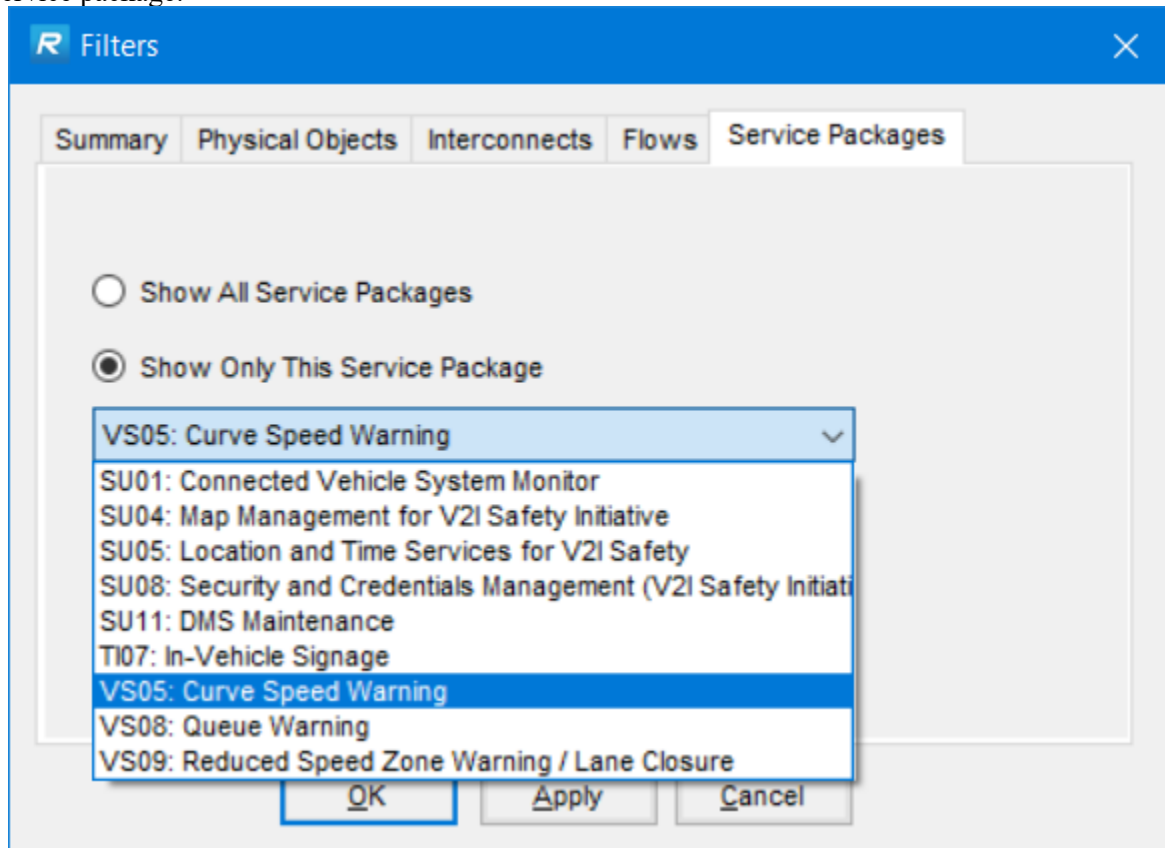 service package.
R Filters
Summary Physical Objects Interconnects Flows Service Packages
Show All Service Packages
Show Only This Service Package
VS05: Curve Speed Warning
SU01: Connected Vehicle System Monitor
SU04: Map Management for V2I Safety Initiative
SU05: Location and Time Services for V2I Safety
SU08: Security and Credentials Management (V2I Safety Initiati
SU11: DMS Maintenance
TI07: In-Vehicle Signage
VS05: Curve Speed Warning
VS08: Queue Warning
VS09: Reduced Speed Zone Warning / Lane Closure
OK Apply Cancel